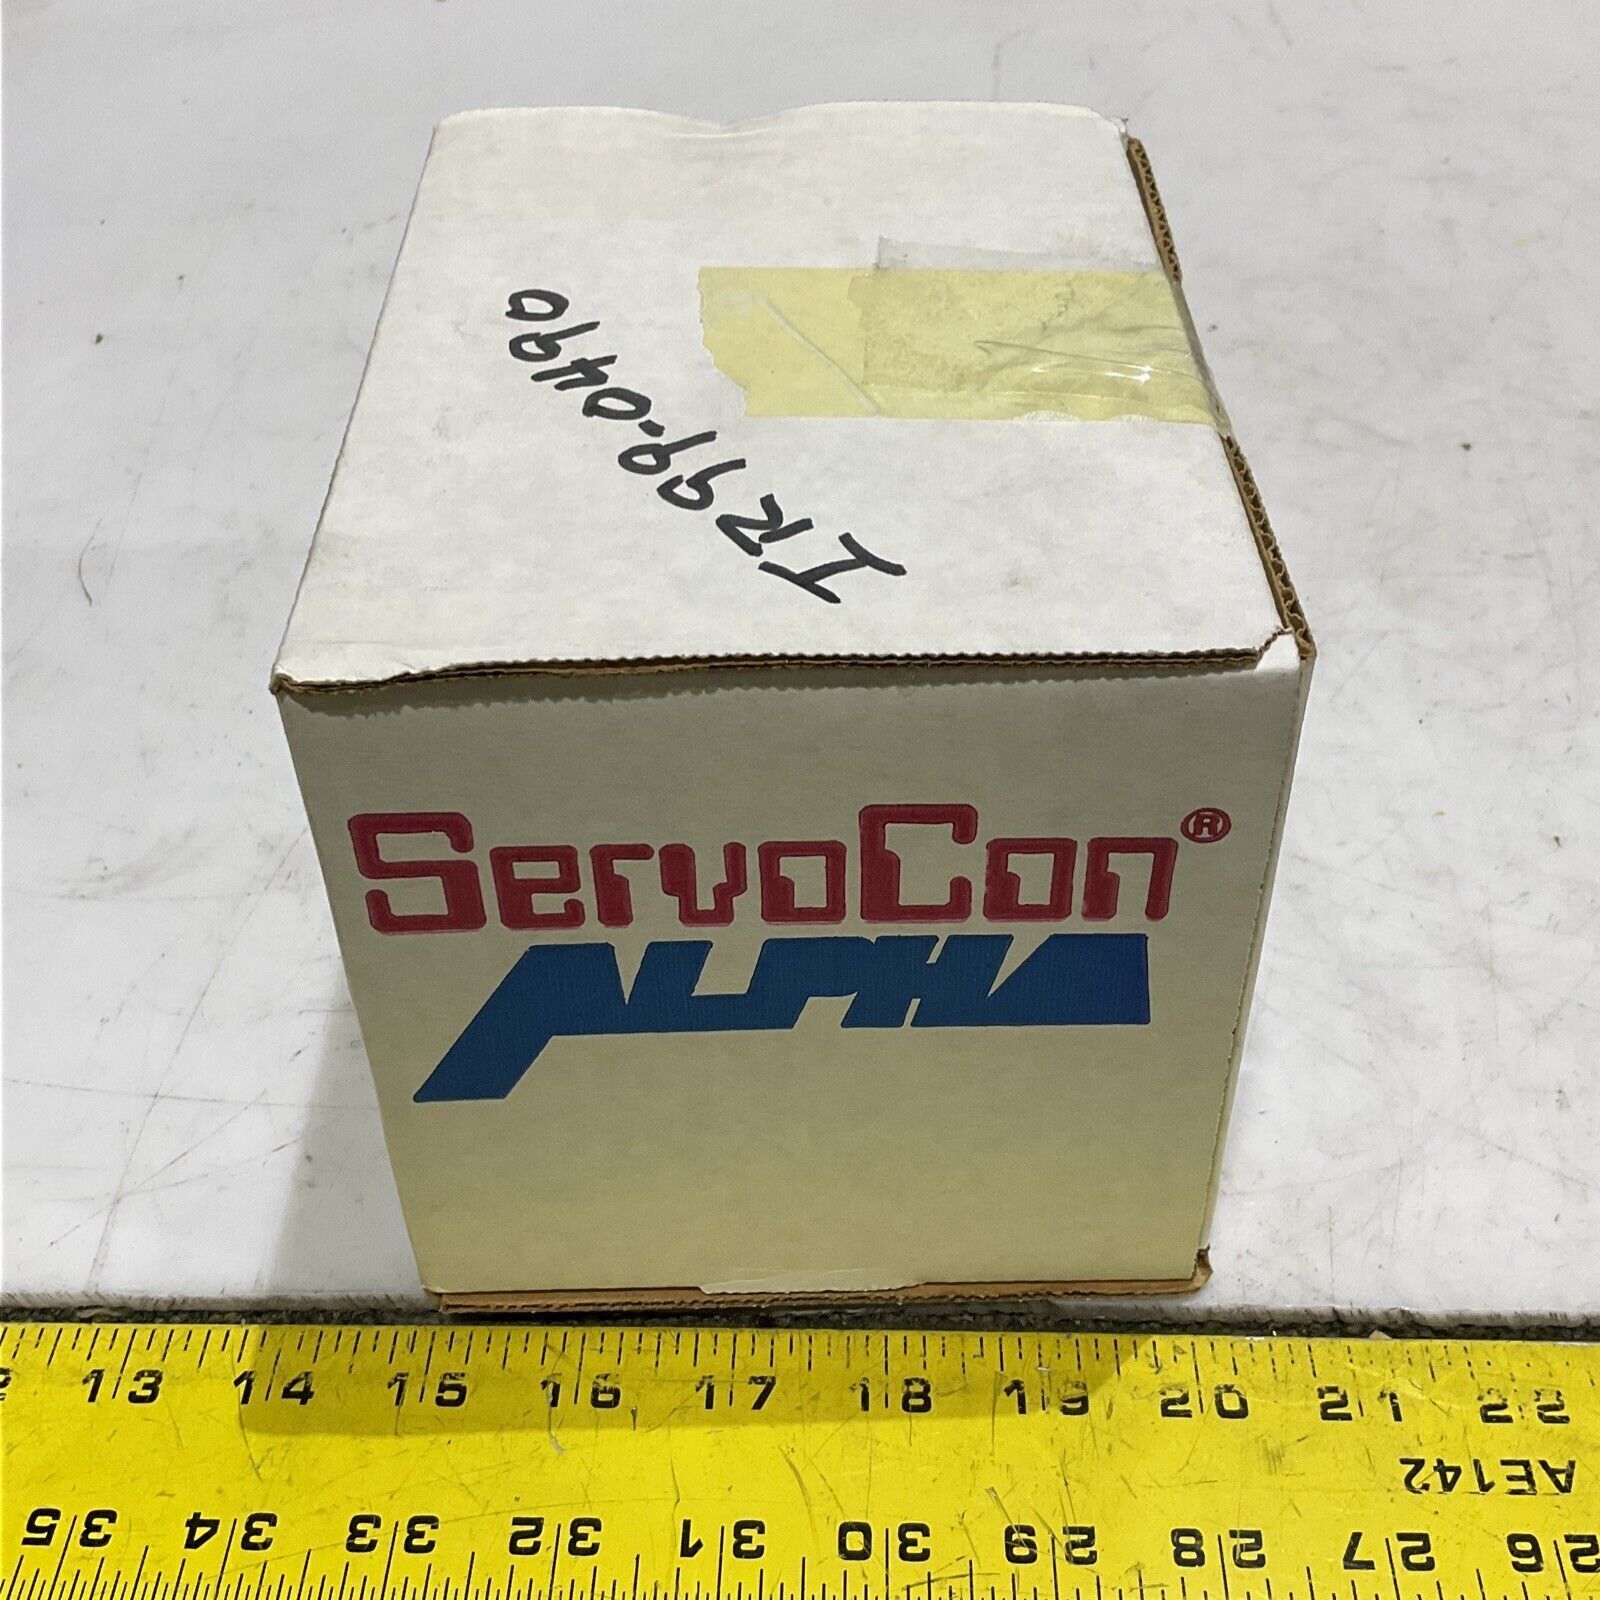 IR99-0490
ServoCon®
ALPHA
13 14 15 16 17 18 19 20 21 22
AE142
35 34 33 32 31 30 29 28 27 26